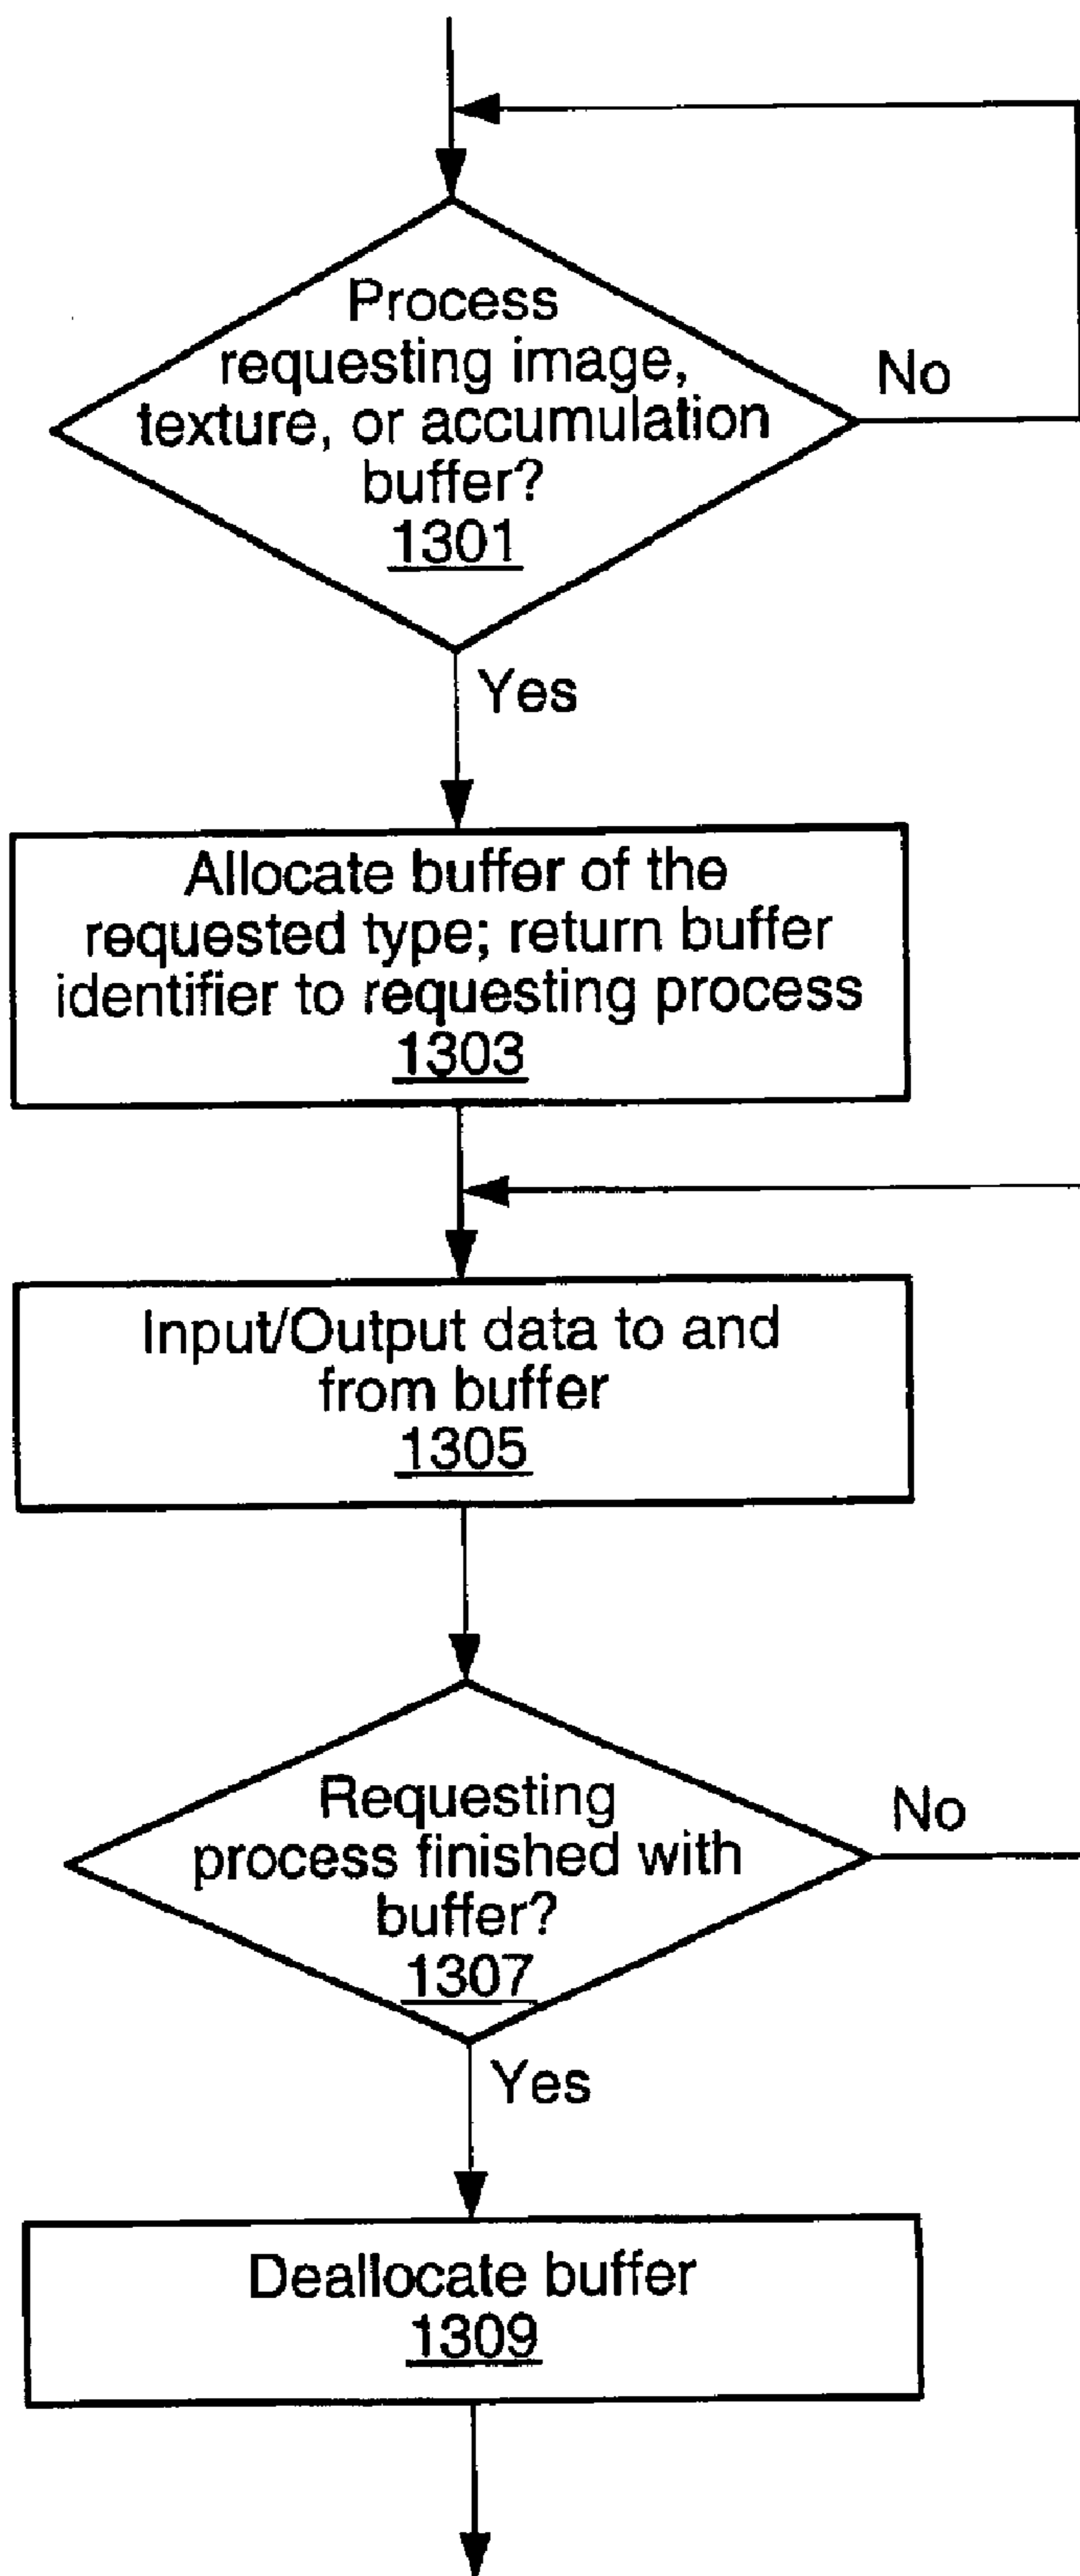 Process
requesting image,
texture, or accumulation
buffer?
1301
No
Yes
Allocate buffer of the
requested type; return buffer
identifier to requesting process
1303
Input/Output data to and
from buffer
1305
Requesting
process finished with
buffer?
1307
No
Yes
Deallocate buffer
1309